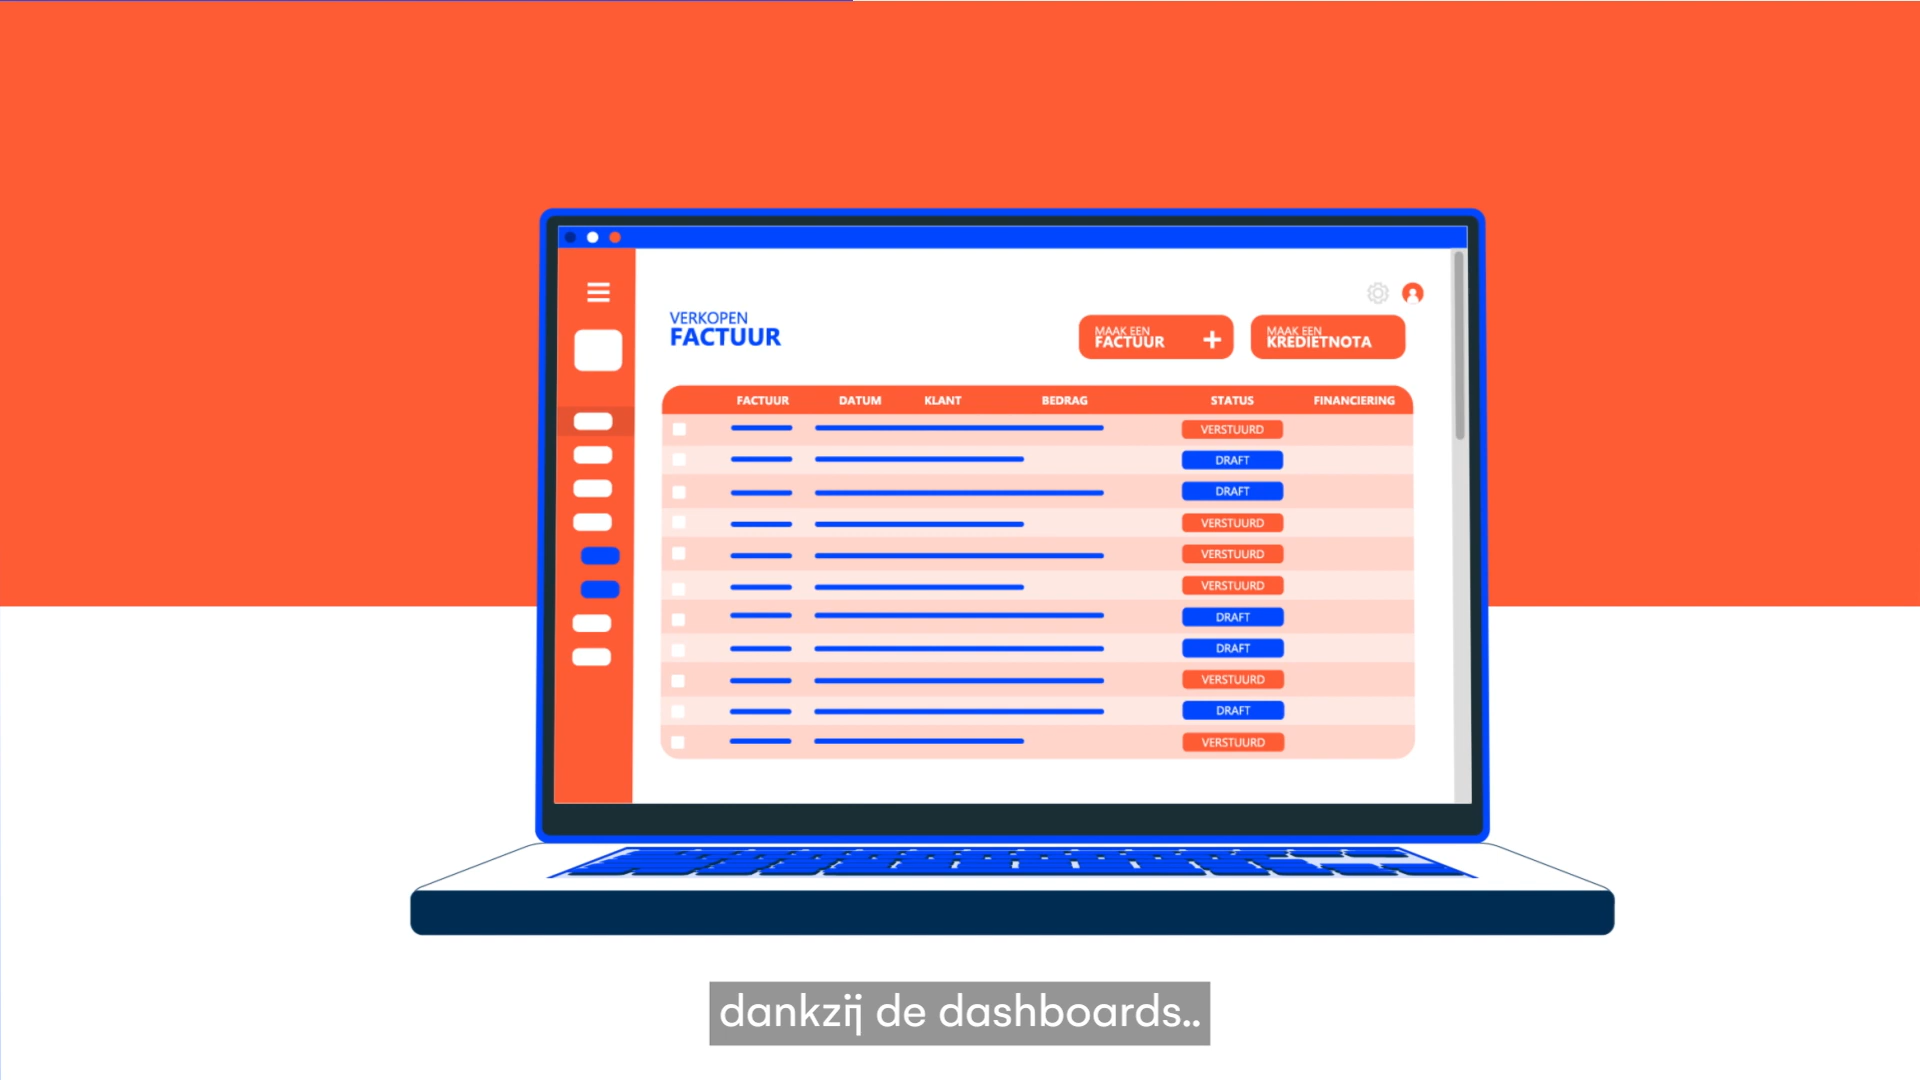 VERKOPEN
FACTUUR
MAAK EEN
FACTUUR
MAAK EEN
KREDIETNOTA
FACTUUR DATUM KLANT BEDRAG STATUS FINANCIERING
VERSTUURD
DRAFT
DRAFT
VERSTUURD
VERSTUURD
VERSTUURD
DRAFT
DRAFT
VERSTUURD
DRAFT
VERSTUURD
dankzij de dashboards..